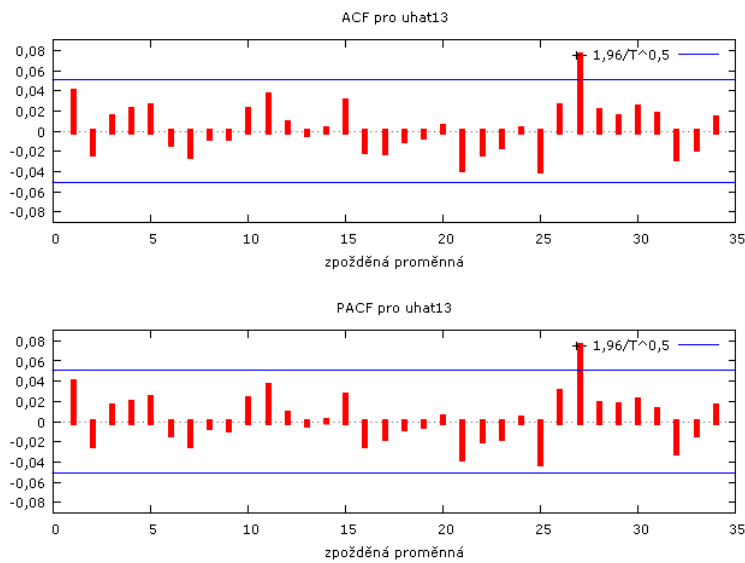 ACF pro uhat13
0,08
0,06
0,04
0,02
0
-0,02
-0,04
-0,06
-0,08
+- 1,96/T^0,5
0 5 10 15 20 25 30 35
zpožděná proměnná
PACF pro uhat13
0,08
0,06
0,04
0,02
0
-0,02
-0,04
-0,06
-0,08
+- 1,96/T^0,5
0 5 10 15 20 25 30 35
zpožděná proměnná